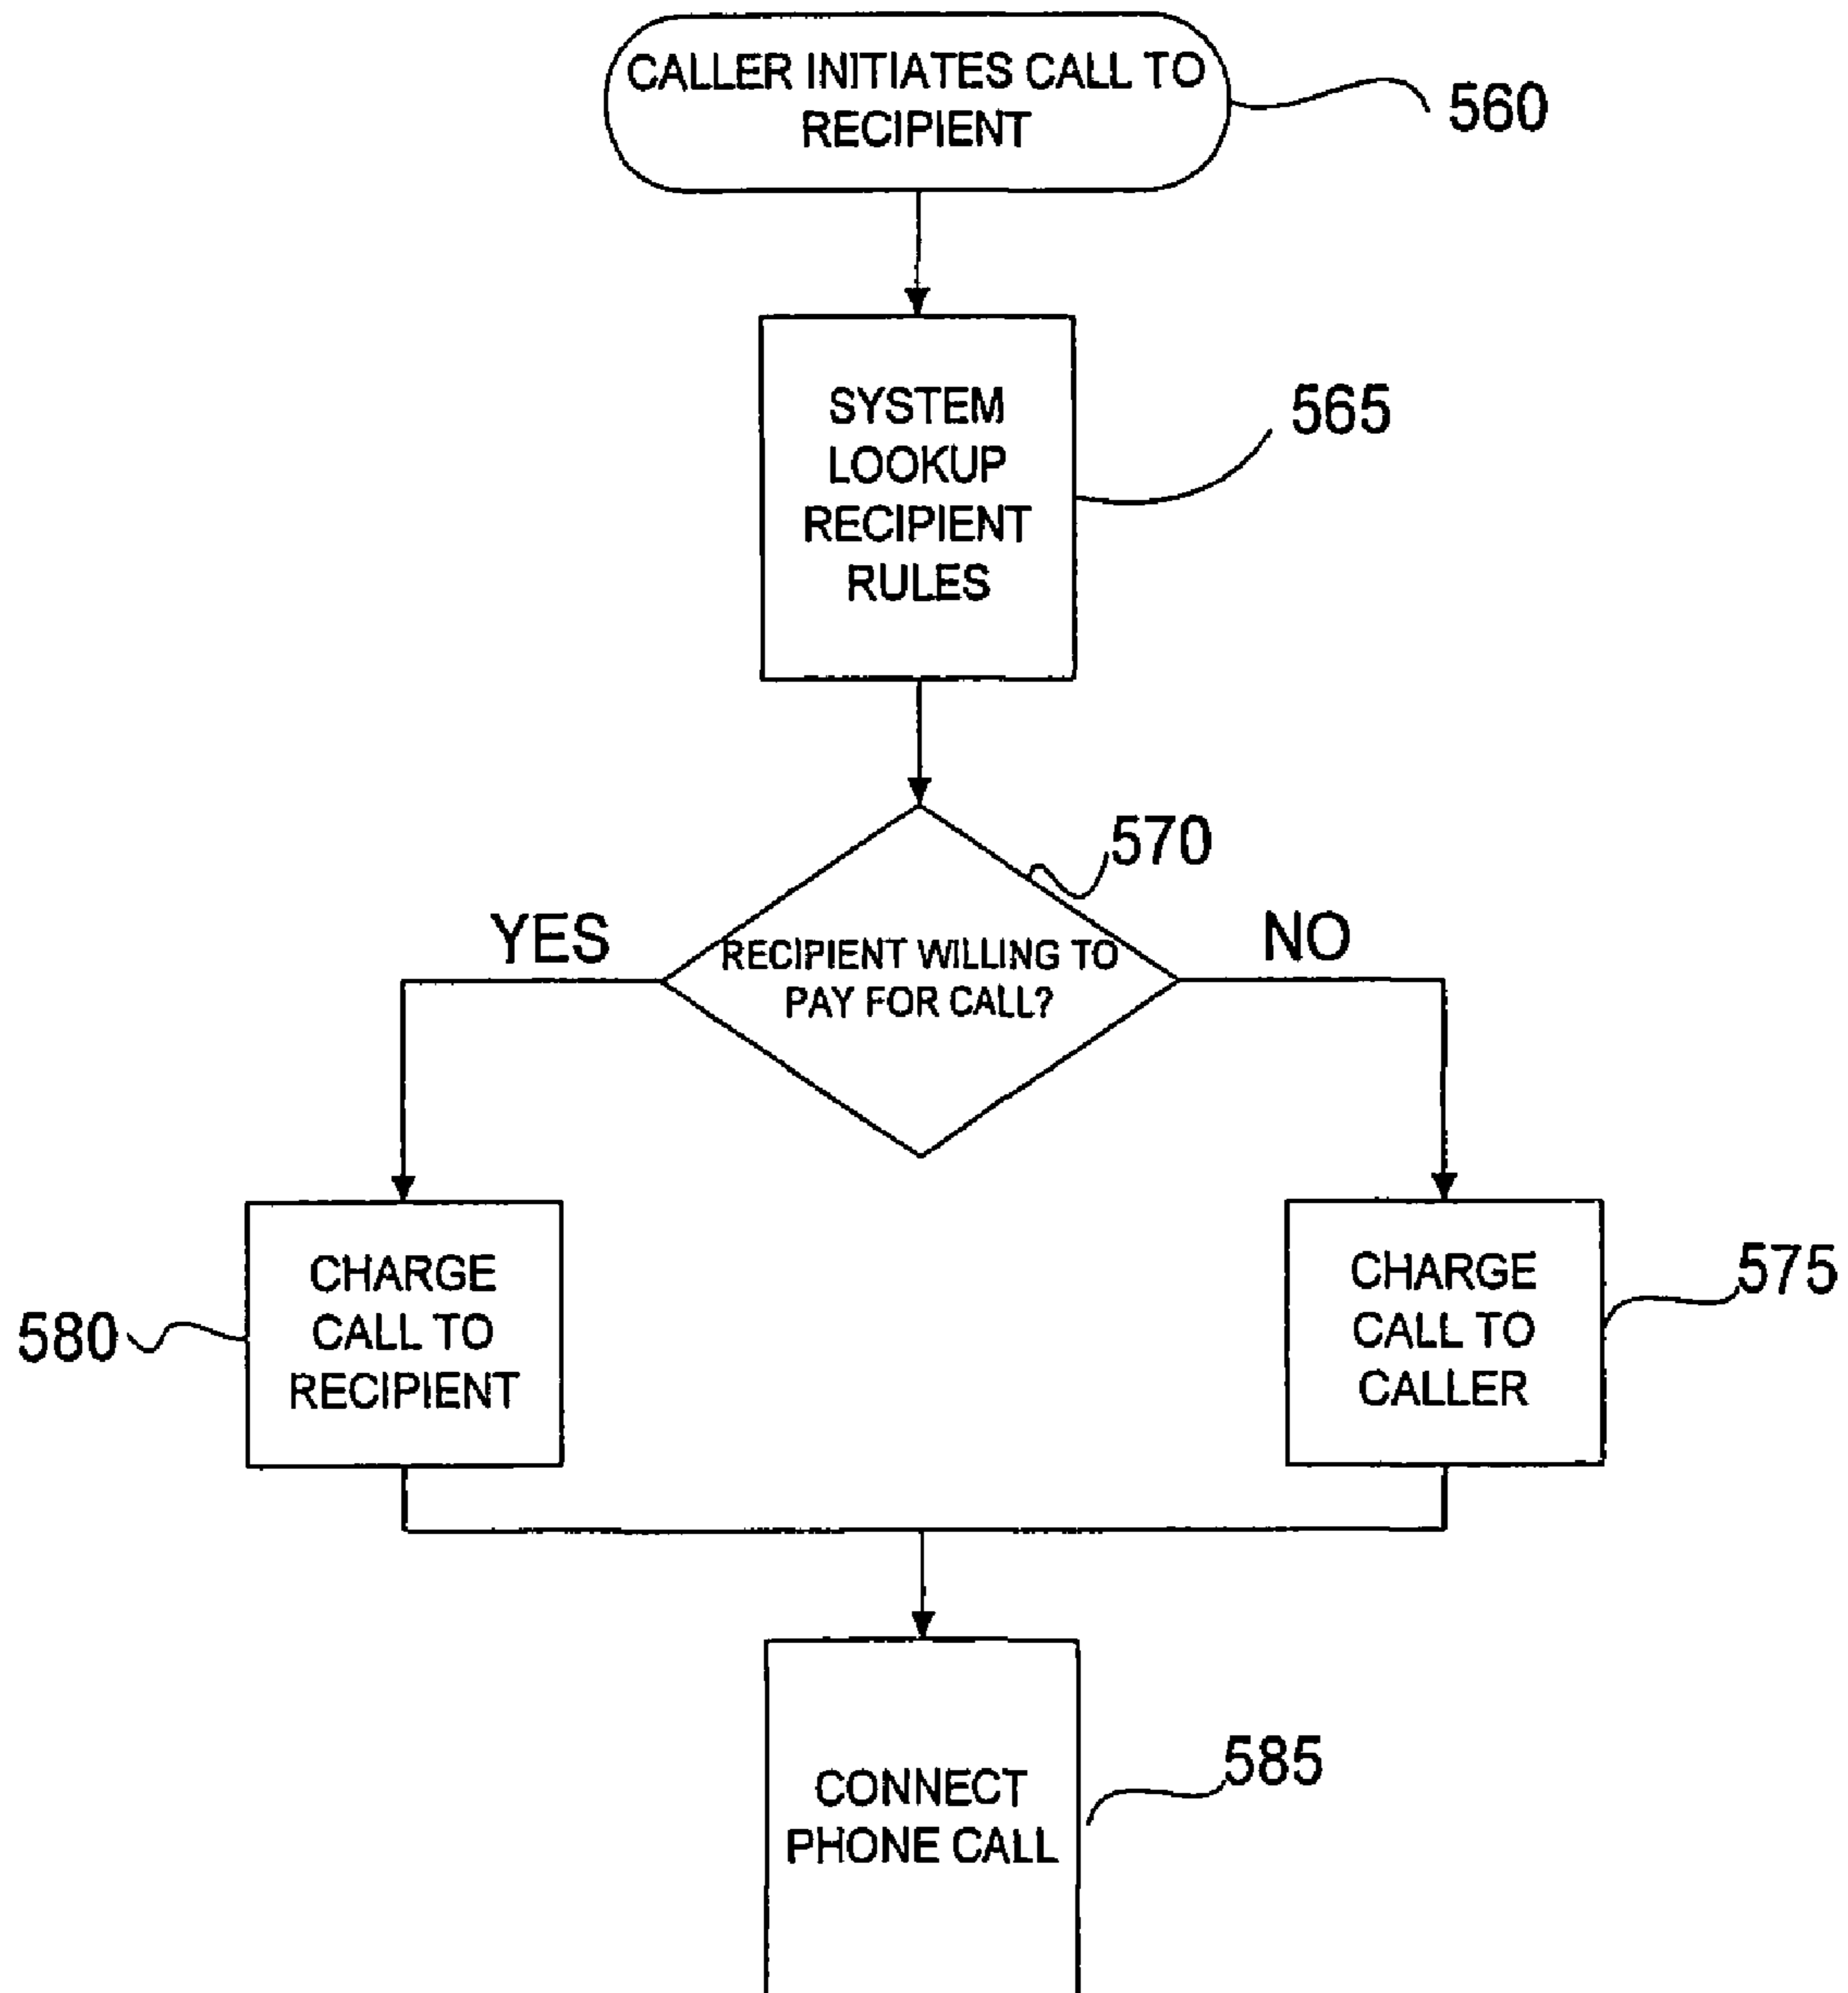 CALLER INITIATES CALL TO
RECIPIENT
560
SYSTEM
LOOKUP
RECIPIENT
RULES
565
570
YES
NO
RECIPIENT WILLING TO
PAY FOR CALL?
CHARGE
CALL TO
RECIPIENT
580
CHARGE
CALL TO
CALLER
575
CONNECT
PHONE CALL
585